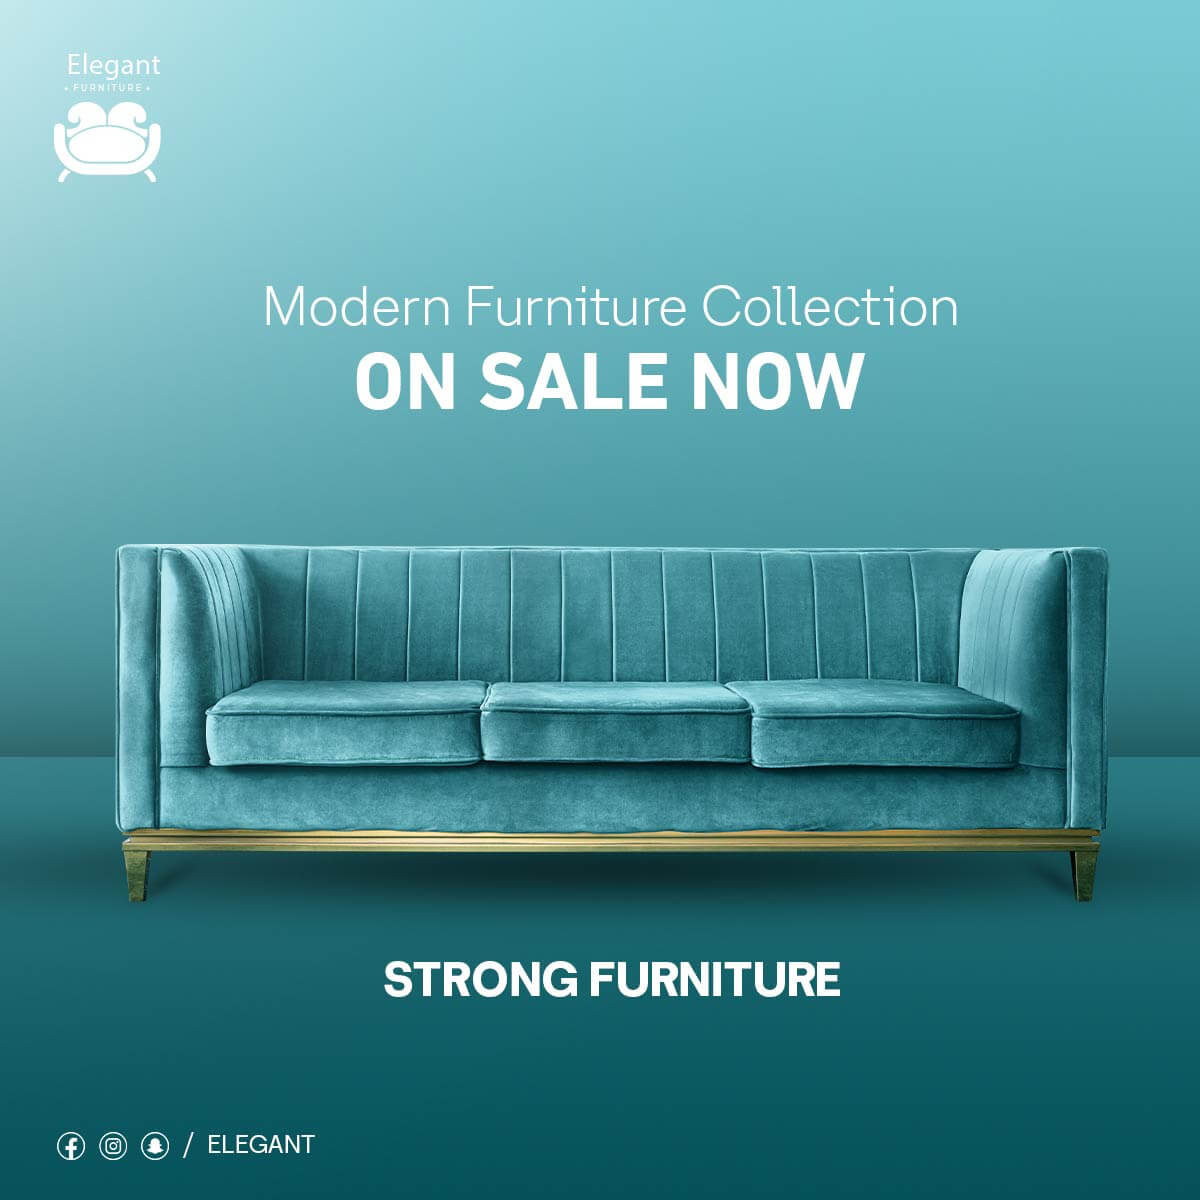 Elegant
FURNITURE
Modern Furniture Collection
ON SALE NOW
STRONG FURNITURE
/ ELEGANT